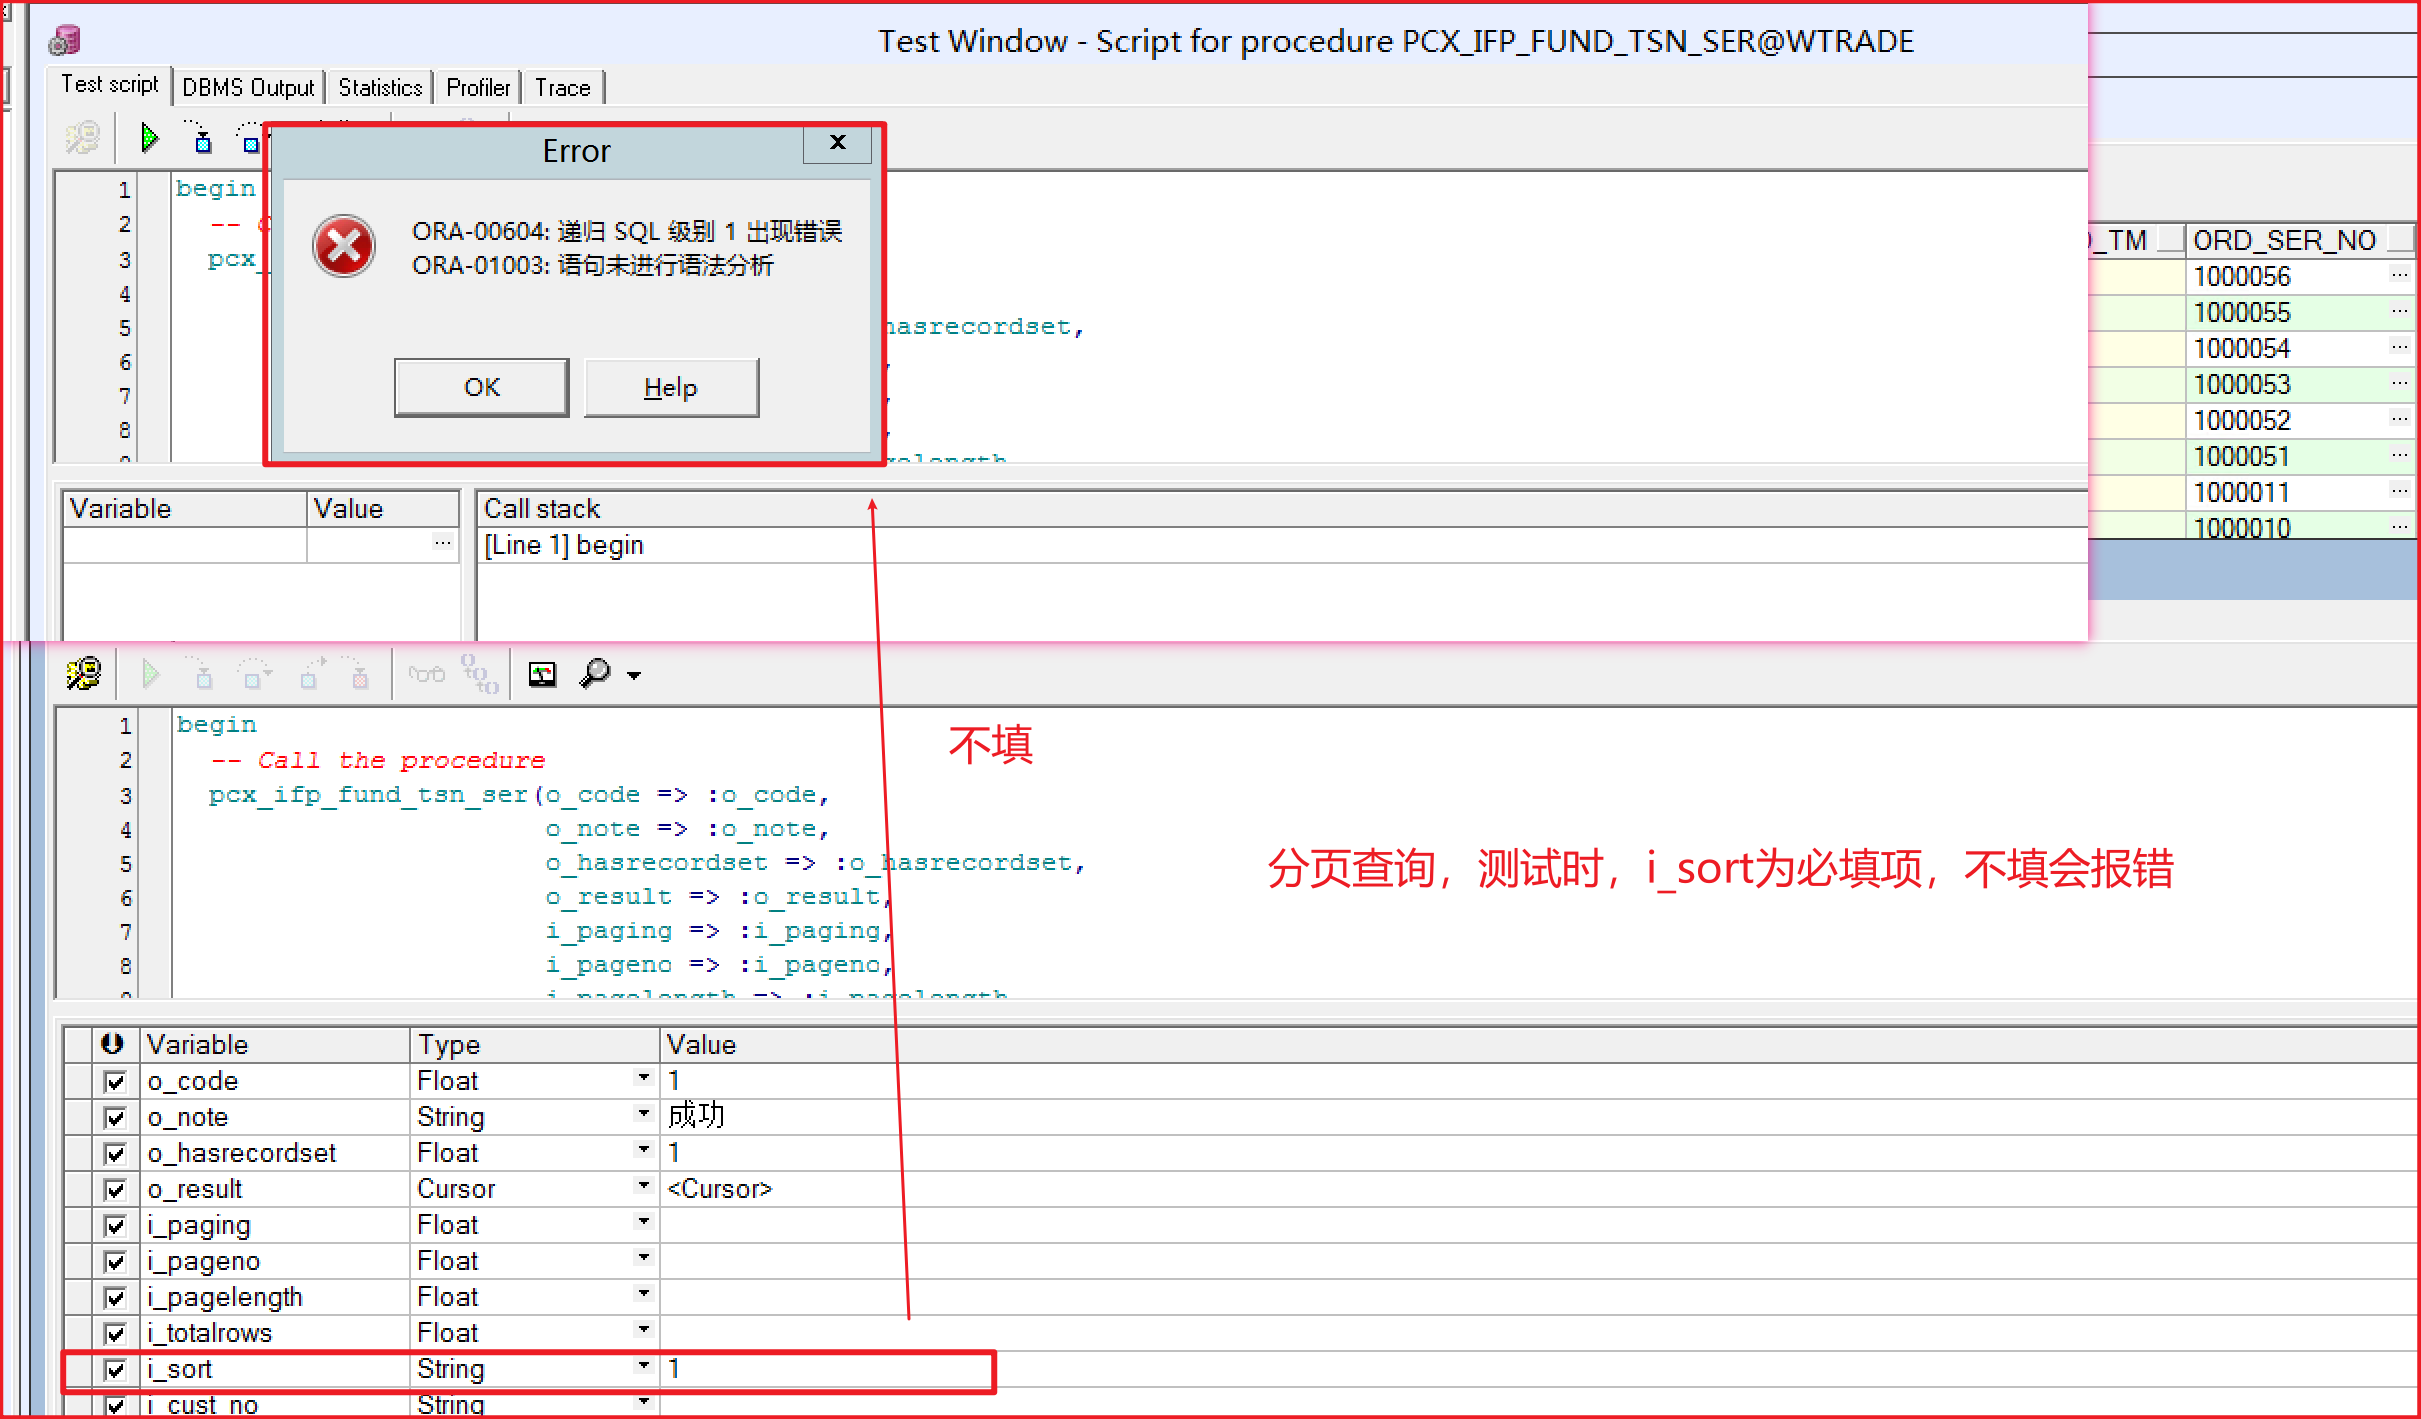 Test Window - Script for procedure PCX_IFP_FUND_TSN_SER@WTRADE
Test script
DBMS Output
Statistics
Profiler
Trace
Error
x
ORA-00604: 递归 SQL 级别 1 出现错误
ORA-01003: 语句未进行语法分析
OK
Help
1 begin
2 --
3 pcx_
4
5 hasrecordset,
6 ,
7 ,
8 ,
_TM
ORD_SER_NO
1000056
1000055
1000054
1000053
1000052
1000051
1000011
1000010
Variable Value
Call stack
[Line 1] begin
1 begin
2 -- Call the procedure
3 pcx_ifp_fund_tsn_ser(o_code => :o_code,
4 o_note => :o_note,
5 o_hasrecordset => :o_hasrecordset,
6 o_result => :o_result,
7 i_paging => :i_paging,
8 i_pageno => :i_pageno,
i_pagelength => :i_pagelength
不填
分页查询，测试时，i_sort为必填项，不填会报错
Variable Type Value
o_code Float 1
o_note String 成功
o_hasrecordset Float 1
o_result Cursor <Cursor>
i_paging Float
i_pageno Float
i_pagelength Float
i_totalrows Float
i_sort String 1
i_cust_no String